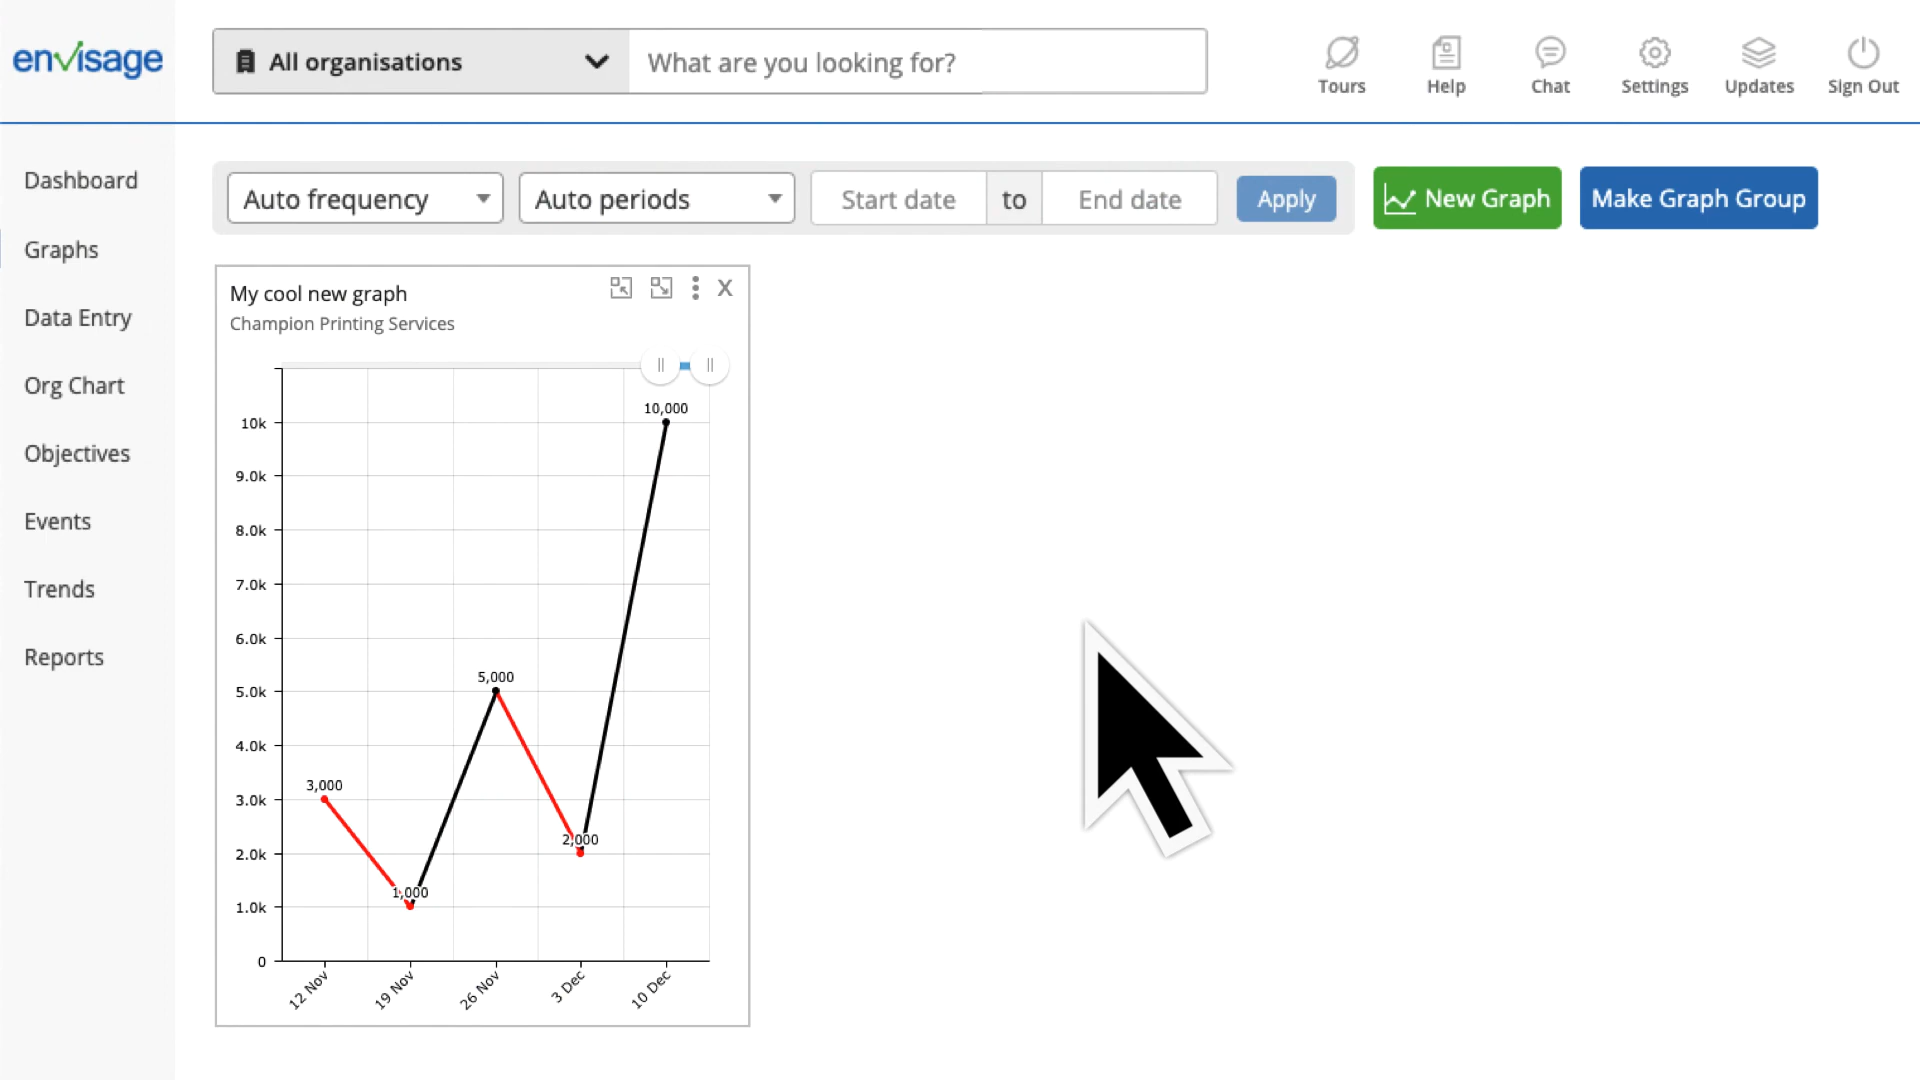 envisage
All organisations
What are you looking for?
Tours
Help
Chat
Settings
Updates
Sign Out
Dashboard
Graphs
Data Entry
Org Chart
Objectives
Events
Trends
Reports
Auto frequency
Auto periods
Start date
to
End date
Apply
New Graph
Make Graph Group
My cool new graph
X
Champion Printing Services
10k
9.0k
8.0k
7.0k
6.0k
5.0k
4.0k
3.0k
2.0k
1.0k
0
3,000
1,000
5,000
2,000
10,000
12 Nov
19 Nov
26 Nov
3 Dec
10 Dec